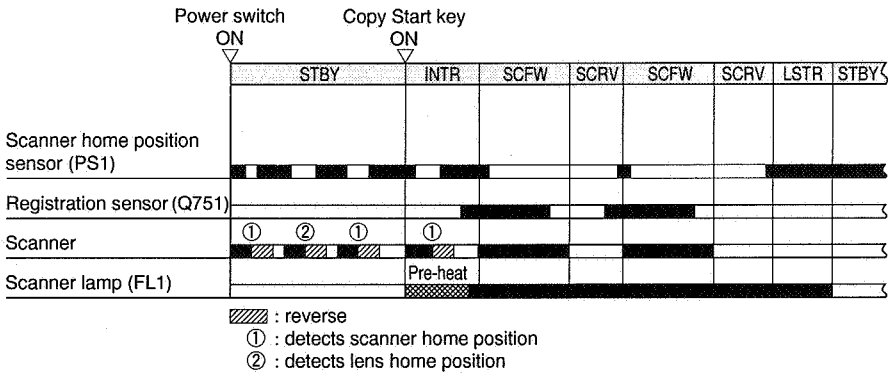 Power switch
ON
Copy Start key
ON
STBY INTR SCFW SCRV SCFW SCRV LSTR STBY
Scanner home position
sensor (PS1)
Registration sensor (Q751)
① ② ① ①
Scanner
Pre-heat
Scanner lamp (FL1)
: reverse
① : detects scanner home position
② : detects lens home position